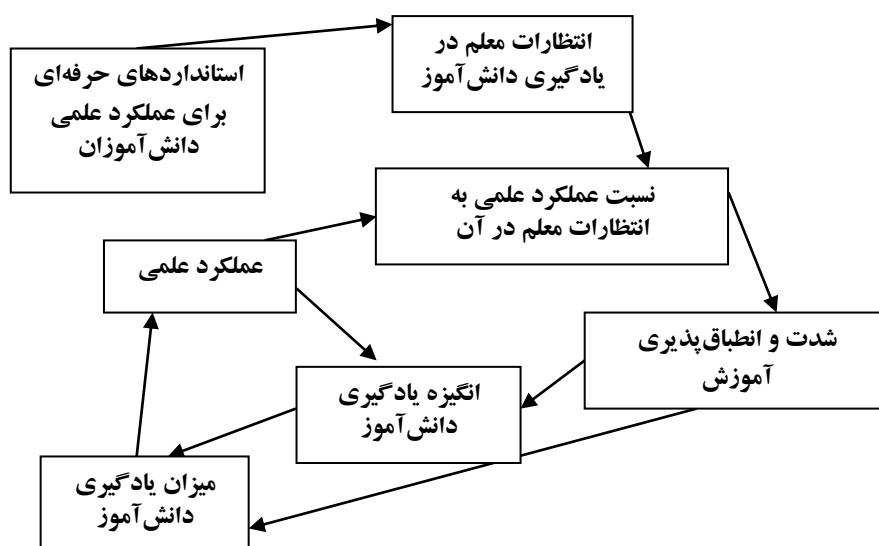 استانداردهای حرفه‌ای
برای عملکرد علمی
دانش‌آموزان
انتظارات معلم در
یادگیری دانش‌آموز
نسبت عملکرد علمی به
انتظارات معلم در آن
عملکرد علمی
شدت و انطباق‌پذیری
آموزش
انگیزه یادگیری
دانش‌آموز
میزان یادگیری
دانش‌آموز